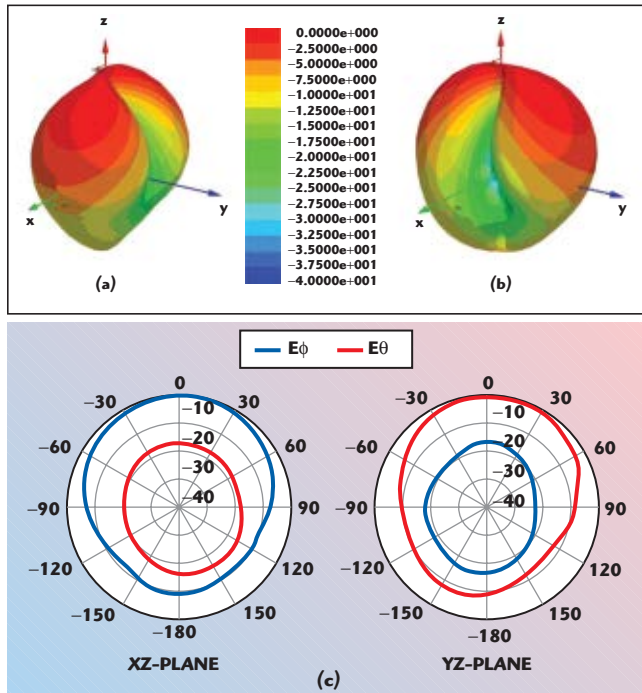 z
x
y
(a)
0.0000e+000
−2.5000e+000
−5.0000e+000
−7.5000e+000
−1.0000e+001
−1.2500e+001
−1.5000e+001
−1.7500e+001
−2.0000e+001
−2.2500e+001
−2.5000e+001
−2.7500e+001
−3.0000e+001
−3.2500e+001
−3.5000e+001
−3.7500e+001
−4.0000e+001
z
x
y
(b)
Eϕ Eθ
0
−30 30
−10
−60 60
−20
−30
−90 90
−40
−120 120
−150 150
−180
XZ-PLANE
0
−30 30
−10
−60 60
−20
−30
−90 90
−40
−120 120
−150 150
−180
YZ-PLANE
(c)